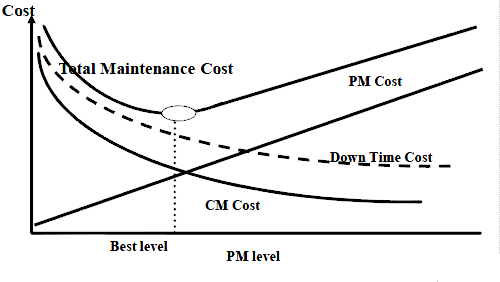 Cost
Total Maintenance Cost
PM Cost
Down Time Cost
CM Cost
Best level
PM level